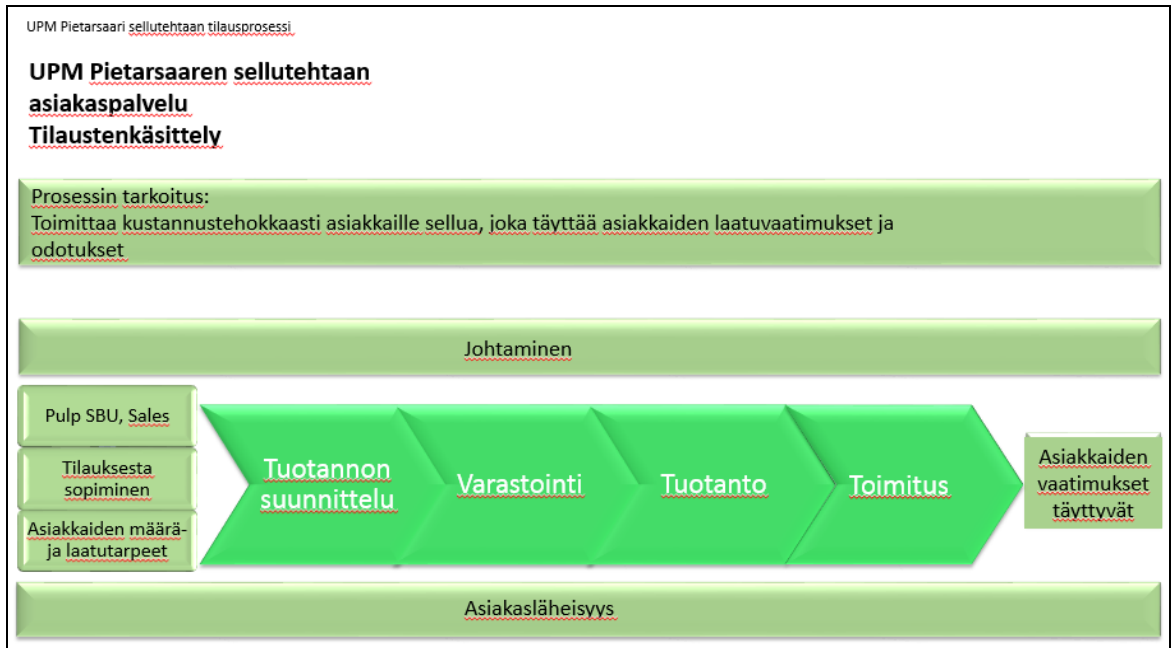 UPM Pietarsaari sellutehtaan tilausprosessi
UPM Pietarsaaren sellutehtaan
asiakaspalvelu
Tilaustenkäsittely
Prosessin tarkoitus:
Toimittaa kustannustehokkaasti asiakkaille sellua, joka täyttää asiakkaiden laatuvaatimukset ja
odotukset
Johtaminen
Pulp SBU, Sales
Tilauksesta
sopiminen
Asiakkaiden määrä-
ja laatutarpeet
Tuotannon
suunnittelu
Varastointi
Tuotanto
Toimitus
Asiakkaiden
vaatimukset
täyttyvät
Asiakasläheisyys